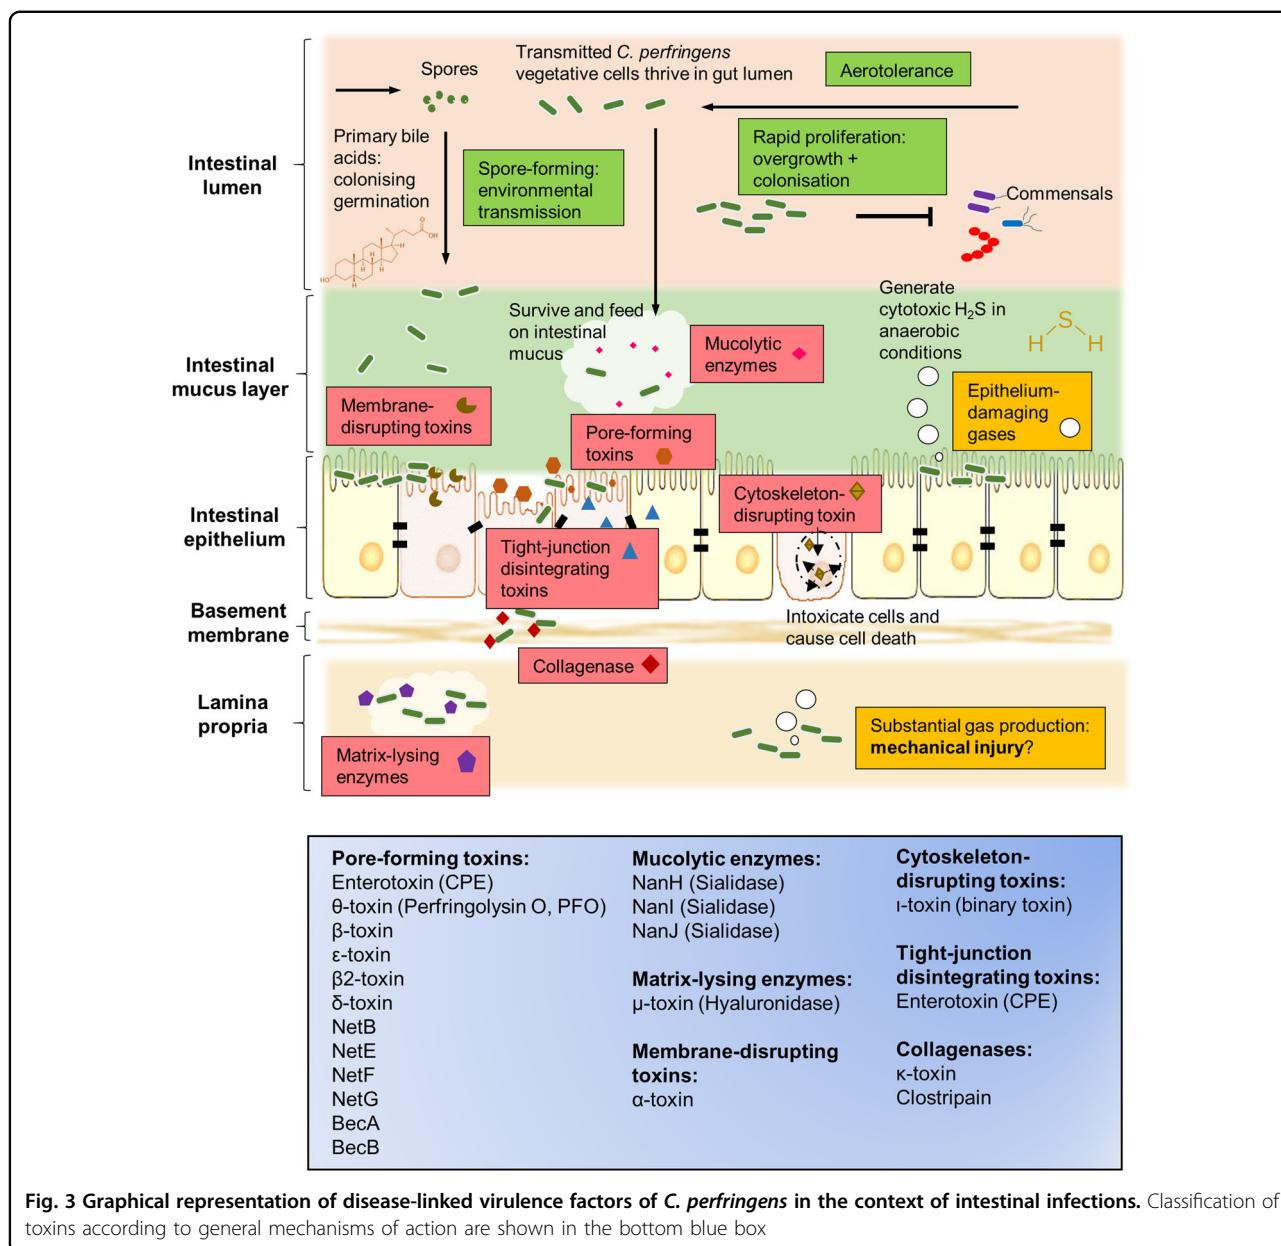 Transmitted C. perfringens
vegetative cells thrive in gut lumen
Spores
Aerotolerance
Primary bile
acids:
colonising
germination
Spore-forming:
environmental
transmission
Rapid proliferation:
overgrowth +
colonisation
Commensals
Intestinal
lumen
OH
O
H
H
H
H
HO
H
Generate
cytotoxic H₂S in
anaerobic
conditions
S
H H
Survive and feed
on intestinal
mucus
Mucolytic
enzymes
Intestinal
mucus layer
Membrane-
disrupting toxins
Pore-forming
toxins
Epithelium-
damaging
gases
Intestinal
epithelium
Cytoskeleton-
disrupting toxin
Tight-junction
disintegrating
toxins
Basement
membrane
Intoxicate cells and
cause cell death
Collagenase
Lamina
propria
Matrix-lysing
enzymes
Substantial gas production:
mechanical injury?
Pore-forming toxins:
Enterotoxin (CPE)
θ-toxin (Perfringolysin O, PFO)
β-toxin
ε-toxin
β2-toxin
δ-toxin
NetB
NetE
NetF
NetG
BecA
BecB
Mucolytic enzymes:
NanH (Sialidase)
NanI (Sialidase)
NanJ (Sialidase)
Matrix-lysing enzymes:
μ-toxin (Hyaluronidase)
Membrane-disrupting
toxins:
α-toxin
Cytoskeleton-
disrupting toxins:
ι-toxin (binary toxin)
Tight-junction
disintegrating toxins:
Enterotoxin (CPE)
Collagenases:
κ-toxin
Clostripain
Fig. 3 Graphical representation of disease-linked virulence factors of C. perfringens in the context of intestinal infections. Classification of
toxins according to general mechanisms of action are shown in the bottom blue box